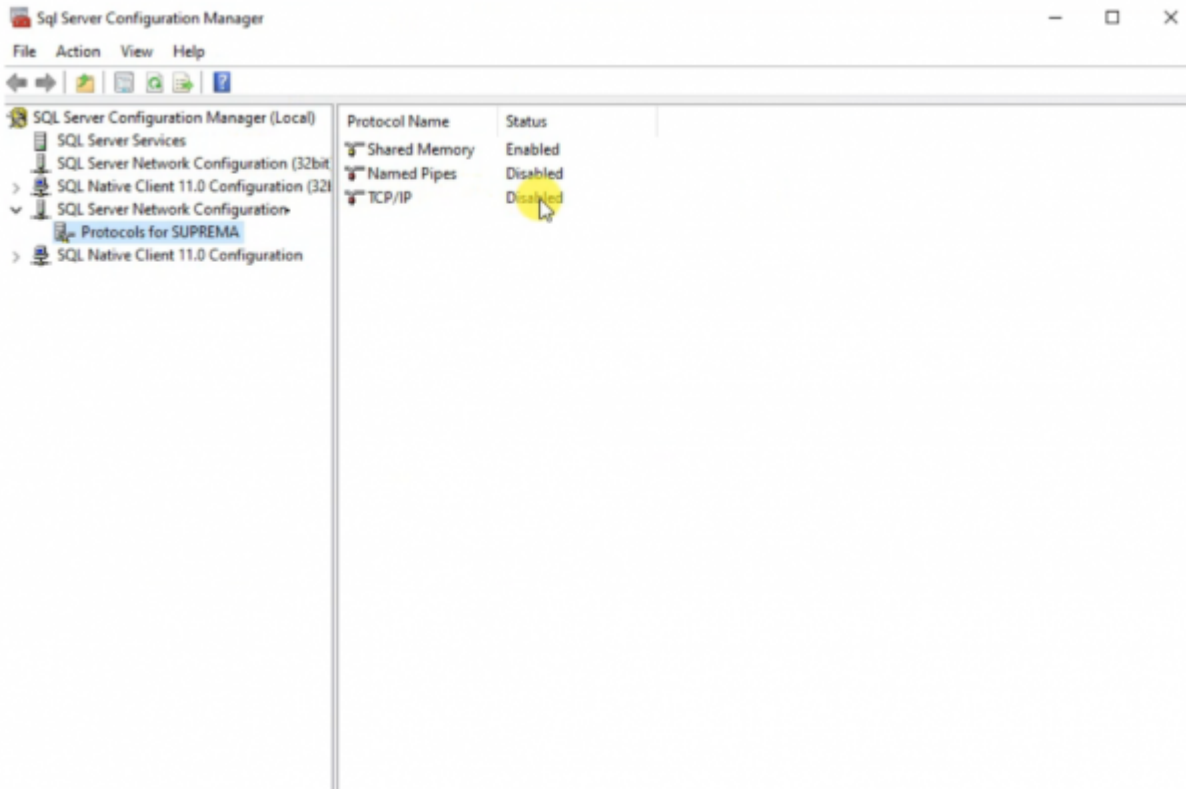 Sql Server Configuration Manager
File Action View Help
SQL Server Configuration Manager (Local)
SQL Server Services
SQL Server Network Configuration (32bit
SQL Native Client 11.0 Configuration (32
SQL Server Network Configuration
Protocols for SUPREMA
SQL Native Client 11.0 Configuration
Protocol Name Status
Shared Memory Enabled
Named Pipes Disabled
TCP/IP Disabled